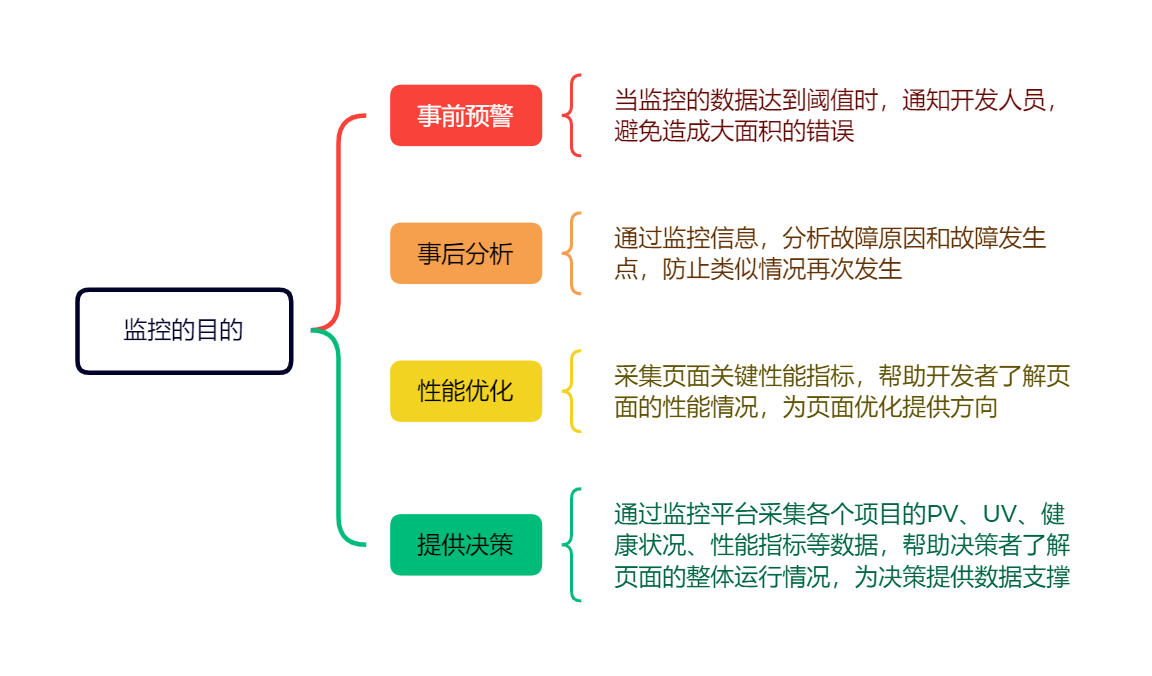 监控的目的
事前预警
当监控的数据达到阈值时，通知开发人员，
避免造成大面积的错误
事后分析
通过监控信息，分析故障原因和故障发生
点，防止类似情况再次发生
性能优化
采集页面关键性能指标，帮助开发者了解页
面的性能情况，为页面优化提供方向
提供决策
通过监控平台采集各个项目的PV、UV、健
康状况、性能指标等数据，帮助决策者了解
页面的整体运行情况，为决策提供数据支撑